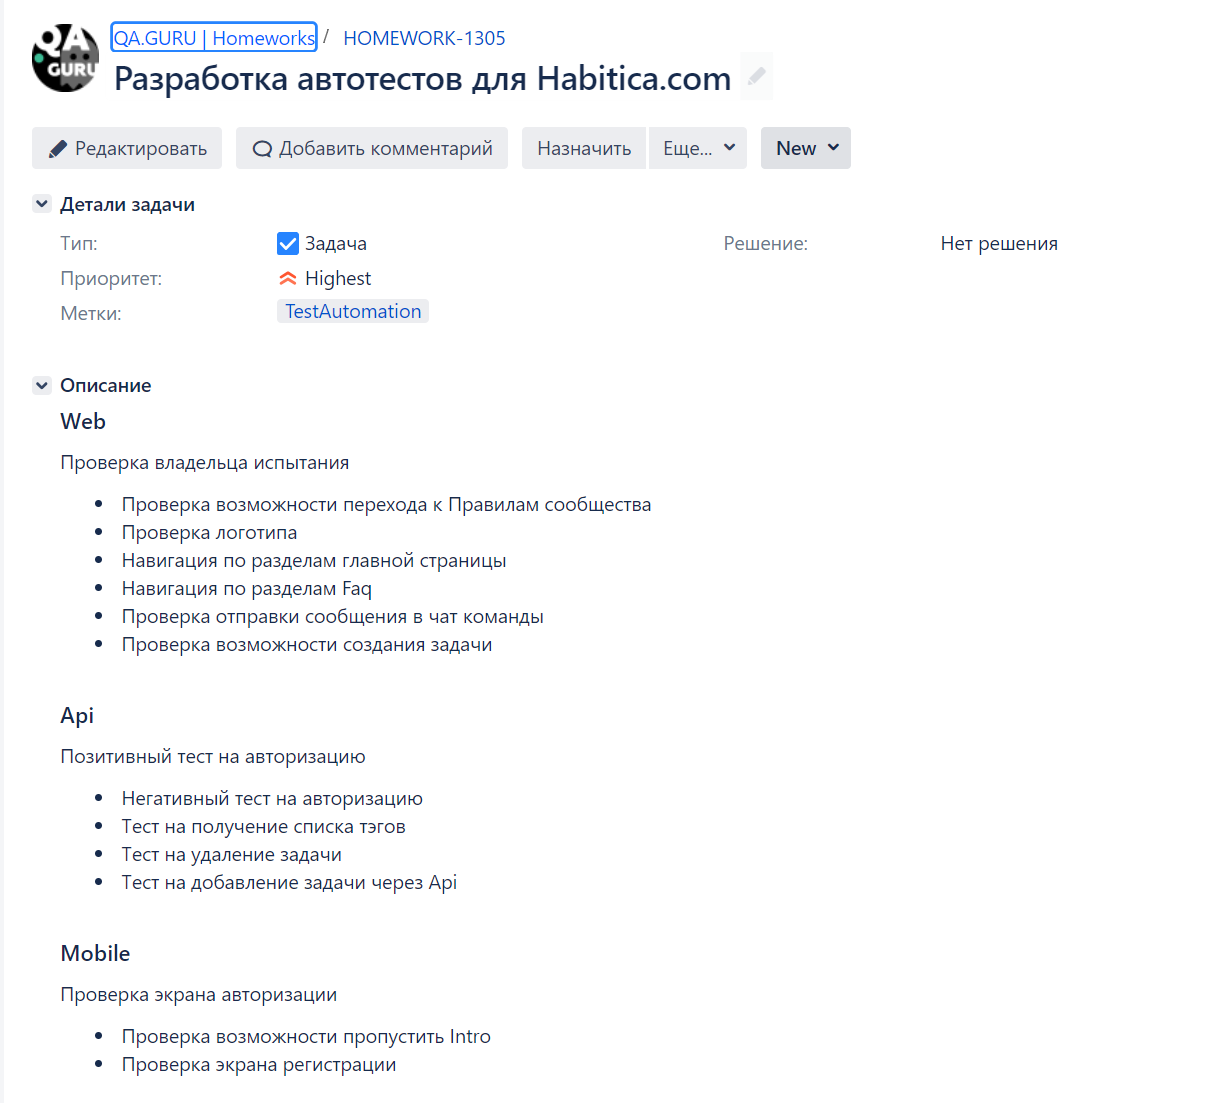 QA
GURU
QA.GURU | Homeworks / HOMEWORK-1305
Разработка автотестов для Habitica.com
Редактировать Добавить комментарий Назначить Еще... New
Детали задачи
Тип: Задача Решение: Нет решения
Приоритет: Highest
Метки: TestAutomation
Описание
Web
Проверка владельца испытания
• Проверка возможности перехода к Правилам сообщества
• Проверка логотипа
• Навигация по разделам главной страницы
• Навигация по разделам Faq
• Проверка отправки сообщения в чат команды
• Проверка возможности создания задачи
Api
Позитивный тест на авторизацию
• Негативный тест на авторизацию
• Тест на получение списка тэгов
• Тест на удаление задачи
• Тест на добавление задачи через Api
Mobile
Проверка экрана авторизации
• Проверка возможности пропустить Intro
• Проверка экрана регистрации